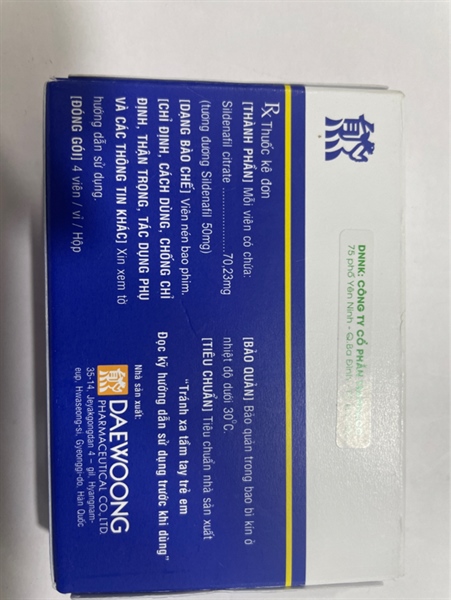 DNNK: CÔNG TY CỔ PHẦN
75 phố Yên Ninh - Q.Ba Đình
Rx Thuốc kê đơn
[THÀNH PHẦN] Mỗi viên có chứa:
Sildenafil citrate ......................70,23mg
(tương đương Sildenafil 50mg)
[DẠNG BÀO CHẾ] Viên nén bao phim.
[CHỈ ĐỊNH, CÁCH DÙNG, CHỐNG CHỈ
ĐỊNH, THẬN TRỌNG, TÁC DỤNG PHỤ
VÀ CÁC THÔNG TIN KHÁC] Xin xem tờ
hướng dẫn sử dụng.
[ĐÓNG GÓI] 4 viên / vỉ / Hộp
[BẢO QUẢN] Bảo quản trong bao bì kín ở
nhiệt độ dưới 30°C.
[TIÊU CHUẨN] Tiêu chuẩn nhà sản xuất
"Tránh xa tầm tay trẻ em
Đọc kỹ hướng dẫn sử dụng trước khi dùng"
Nhà sản xuất:
DAEWOONG
PHARMACEUTICAL CO., LTD.
35-14, Jeyakgongdan 4 – gil, Hyangnam-
eup, Hwaseong-si, Gyeonggi-do, Hàn Quốc